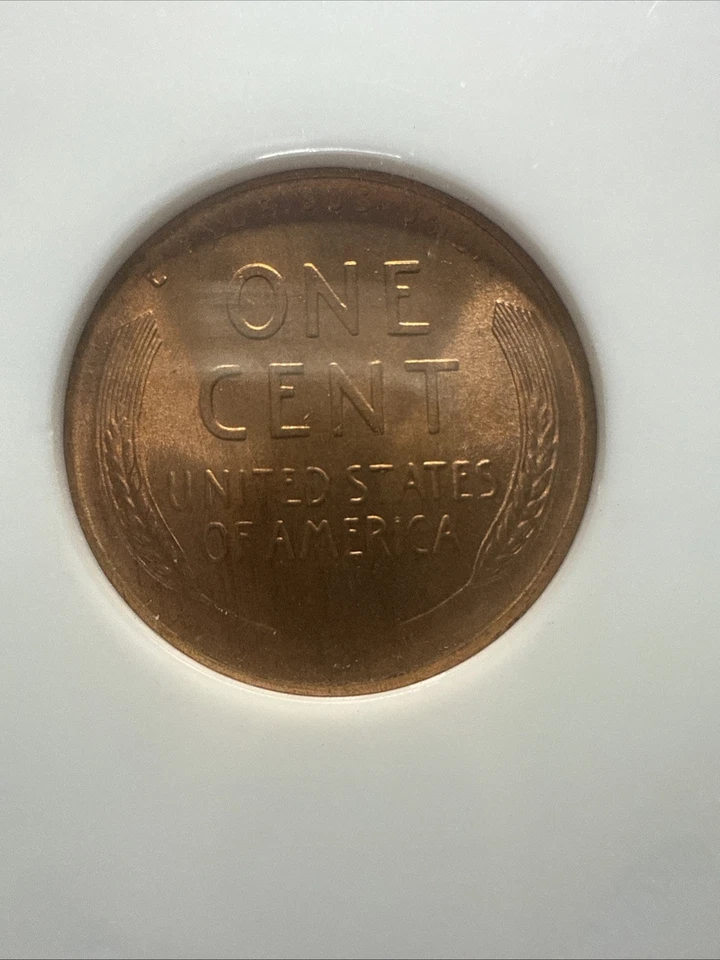 ONE
CENT
UNITED STATES
OF AMERICA